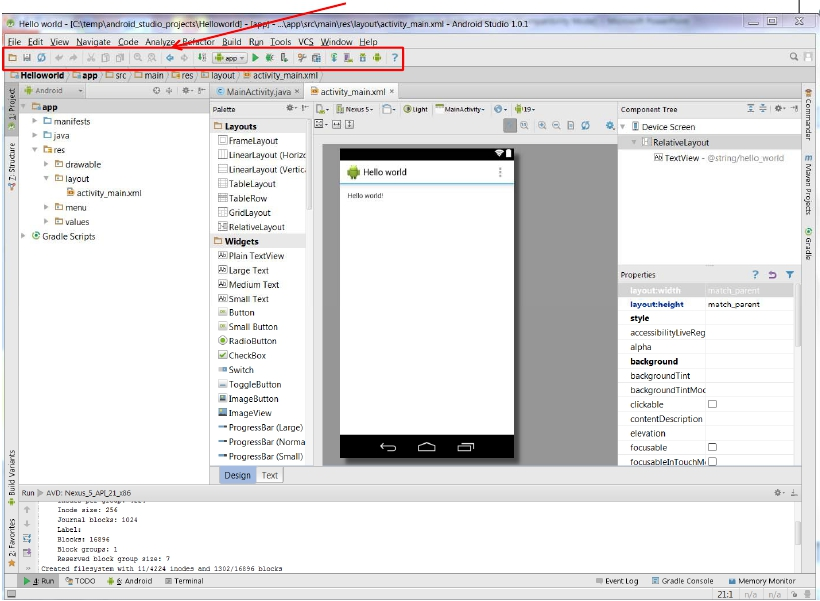 Hello world - [C:\temp\android_studio_projects\Helloworld] - [app] - ...\app\src\main\res\layout\activity_main.xml - Android Studio 1.0.1
File Edit View Navigate Code Analyze Refactor Build Run Tools VCS Window Help
app
?
Helloworld app src main res layout activity_main.xml
1: Project
Z: Structure
Build Variants
2: Favorites
Android
app
manifests
java
res
drawable
layout
activity_main.xml
menu
values
Gradle Scripts
MainActivity.java × activity_main.xml ×
Palette
Layouts
FrameLayout
LinearLayout (Horizo
LinearLayout (Vertica
TableLayout
TableRow
GridLayout
RelativeLayout
Widgets
Plain TextView
Large Text
Medium Text
Small Text
Button
Small Button
RadioButton
CheckBox
Switch
ToggleButton
ImageButton
ImageView
ProgressBar (Large)
ProgressBar (Norma
ProgressBar (Small)
Nexus 5 Light MainActivity 19
Hello world
Hello world!
Design Text
Component Tree
Device Screen
RelativeLayout
TextView - @string/hello_world
Properties
?
layout:width match_parent
layout:height match_parent
style
accessibilityLiveReg
alpha
background
backgroundTint
backgroundTintMod
clickable
contentDescription
elevation
focusable
focusableInTouchM
Commander
m Maven Projects
Gradle
Run AVD: Nexus_5_API_21_x86
Inode size: 256
Journal blocks: 1024
Label:
Blocks: 16896
Block groups: 1
Reserved block group size: 7
Created filesystem with 11/4224 inodes and 1302/16896 blocks
4: Run TODO 6: Android Terminal Event Log Gradle Console Memory Monitor
21:1 n/a n/a